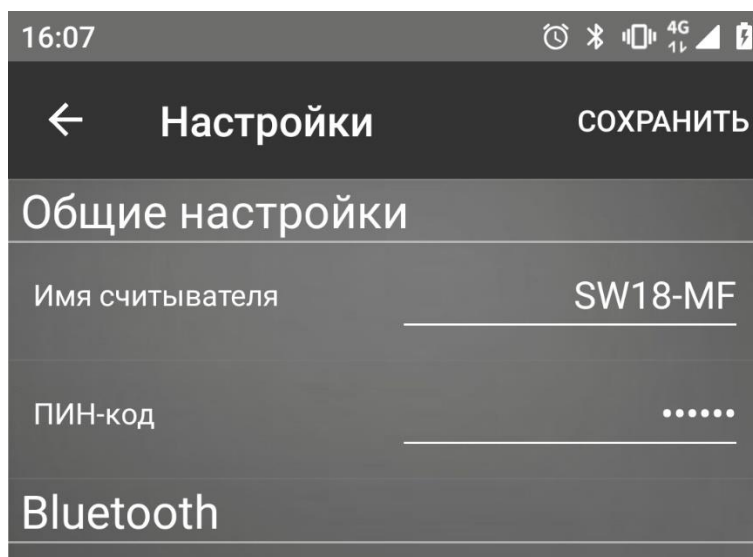 16:07 4G
Настройки СОХРАНИТЬ
Общие настройки
Имя считывателя SW18-MF
ПИН-код ••••••
Bluetooth